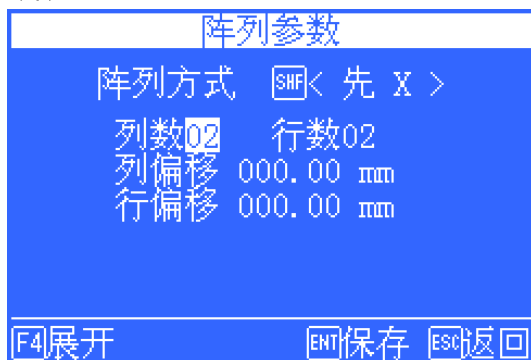 阵列参数
阵列方式 SHF< 先 X >
列数02 行数02
列偏移 000.00 mm
行偏移 000.00 mm
F4展开 ENT保存 ESC返回